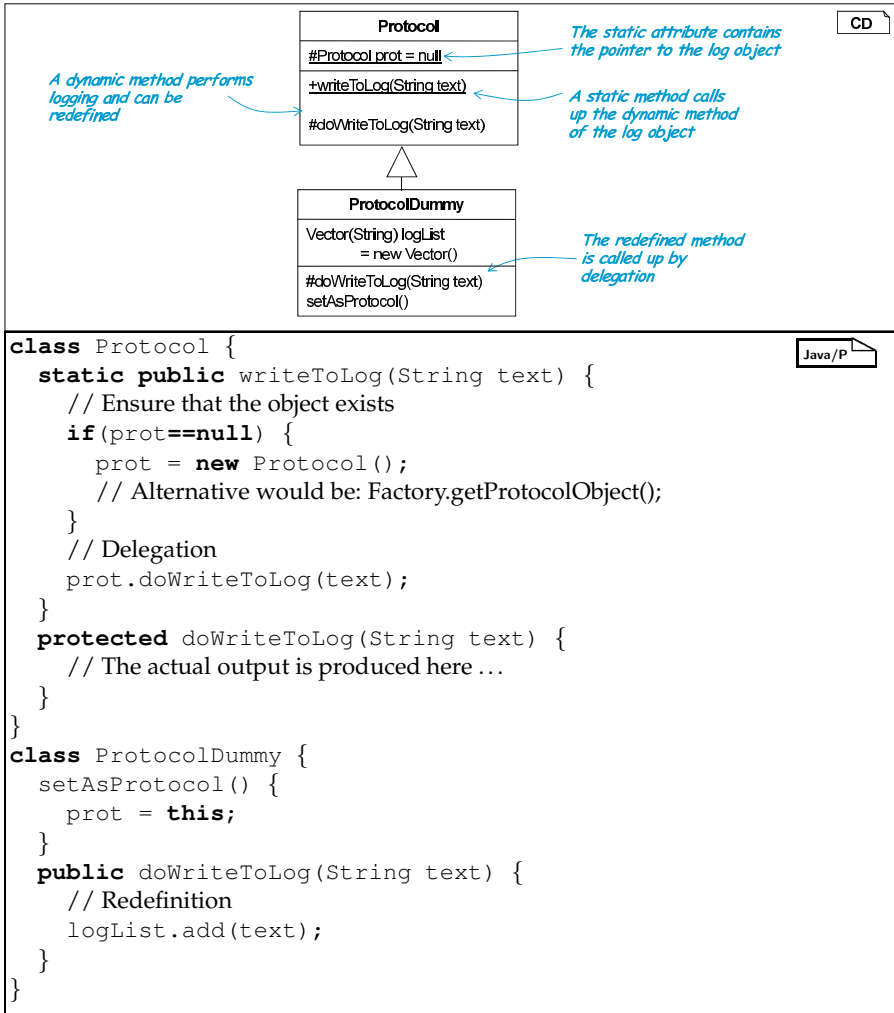 Protocol
CD
#Protocol prot = null
The static attribute contains
the pointer to the log object
A dynamic method performs
logging and can be
redefined
+writeToLog(String text)
#doWriteToLog(String text)
A static method calls
up the dynamic method
of the log object
ProtocolDummy
Vector(String) logList
= new Vector()
#doWriteToLog(String text)
setAsProtocol()
The redefined method
is called up by
delegation
Java/P
class Protocol {
static public writeToLog(String text) {
// Ensure that the object exists
if(prot==null) {
prot = new Protocol();
// Alternative would be: Factory.getProtocolObject();
}
// Delegation
prot.doWriteToLog(text);
}
protected doWriteToLog(String text) {
// The actual output is produced here ...
}
}
class ProtocolDummy {
setAsProtocol() {
prot = this;
}
public doWriteToLog(String text) {
// Redefinition
logList.add(text);
}
}